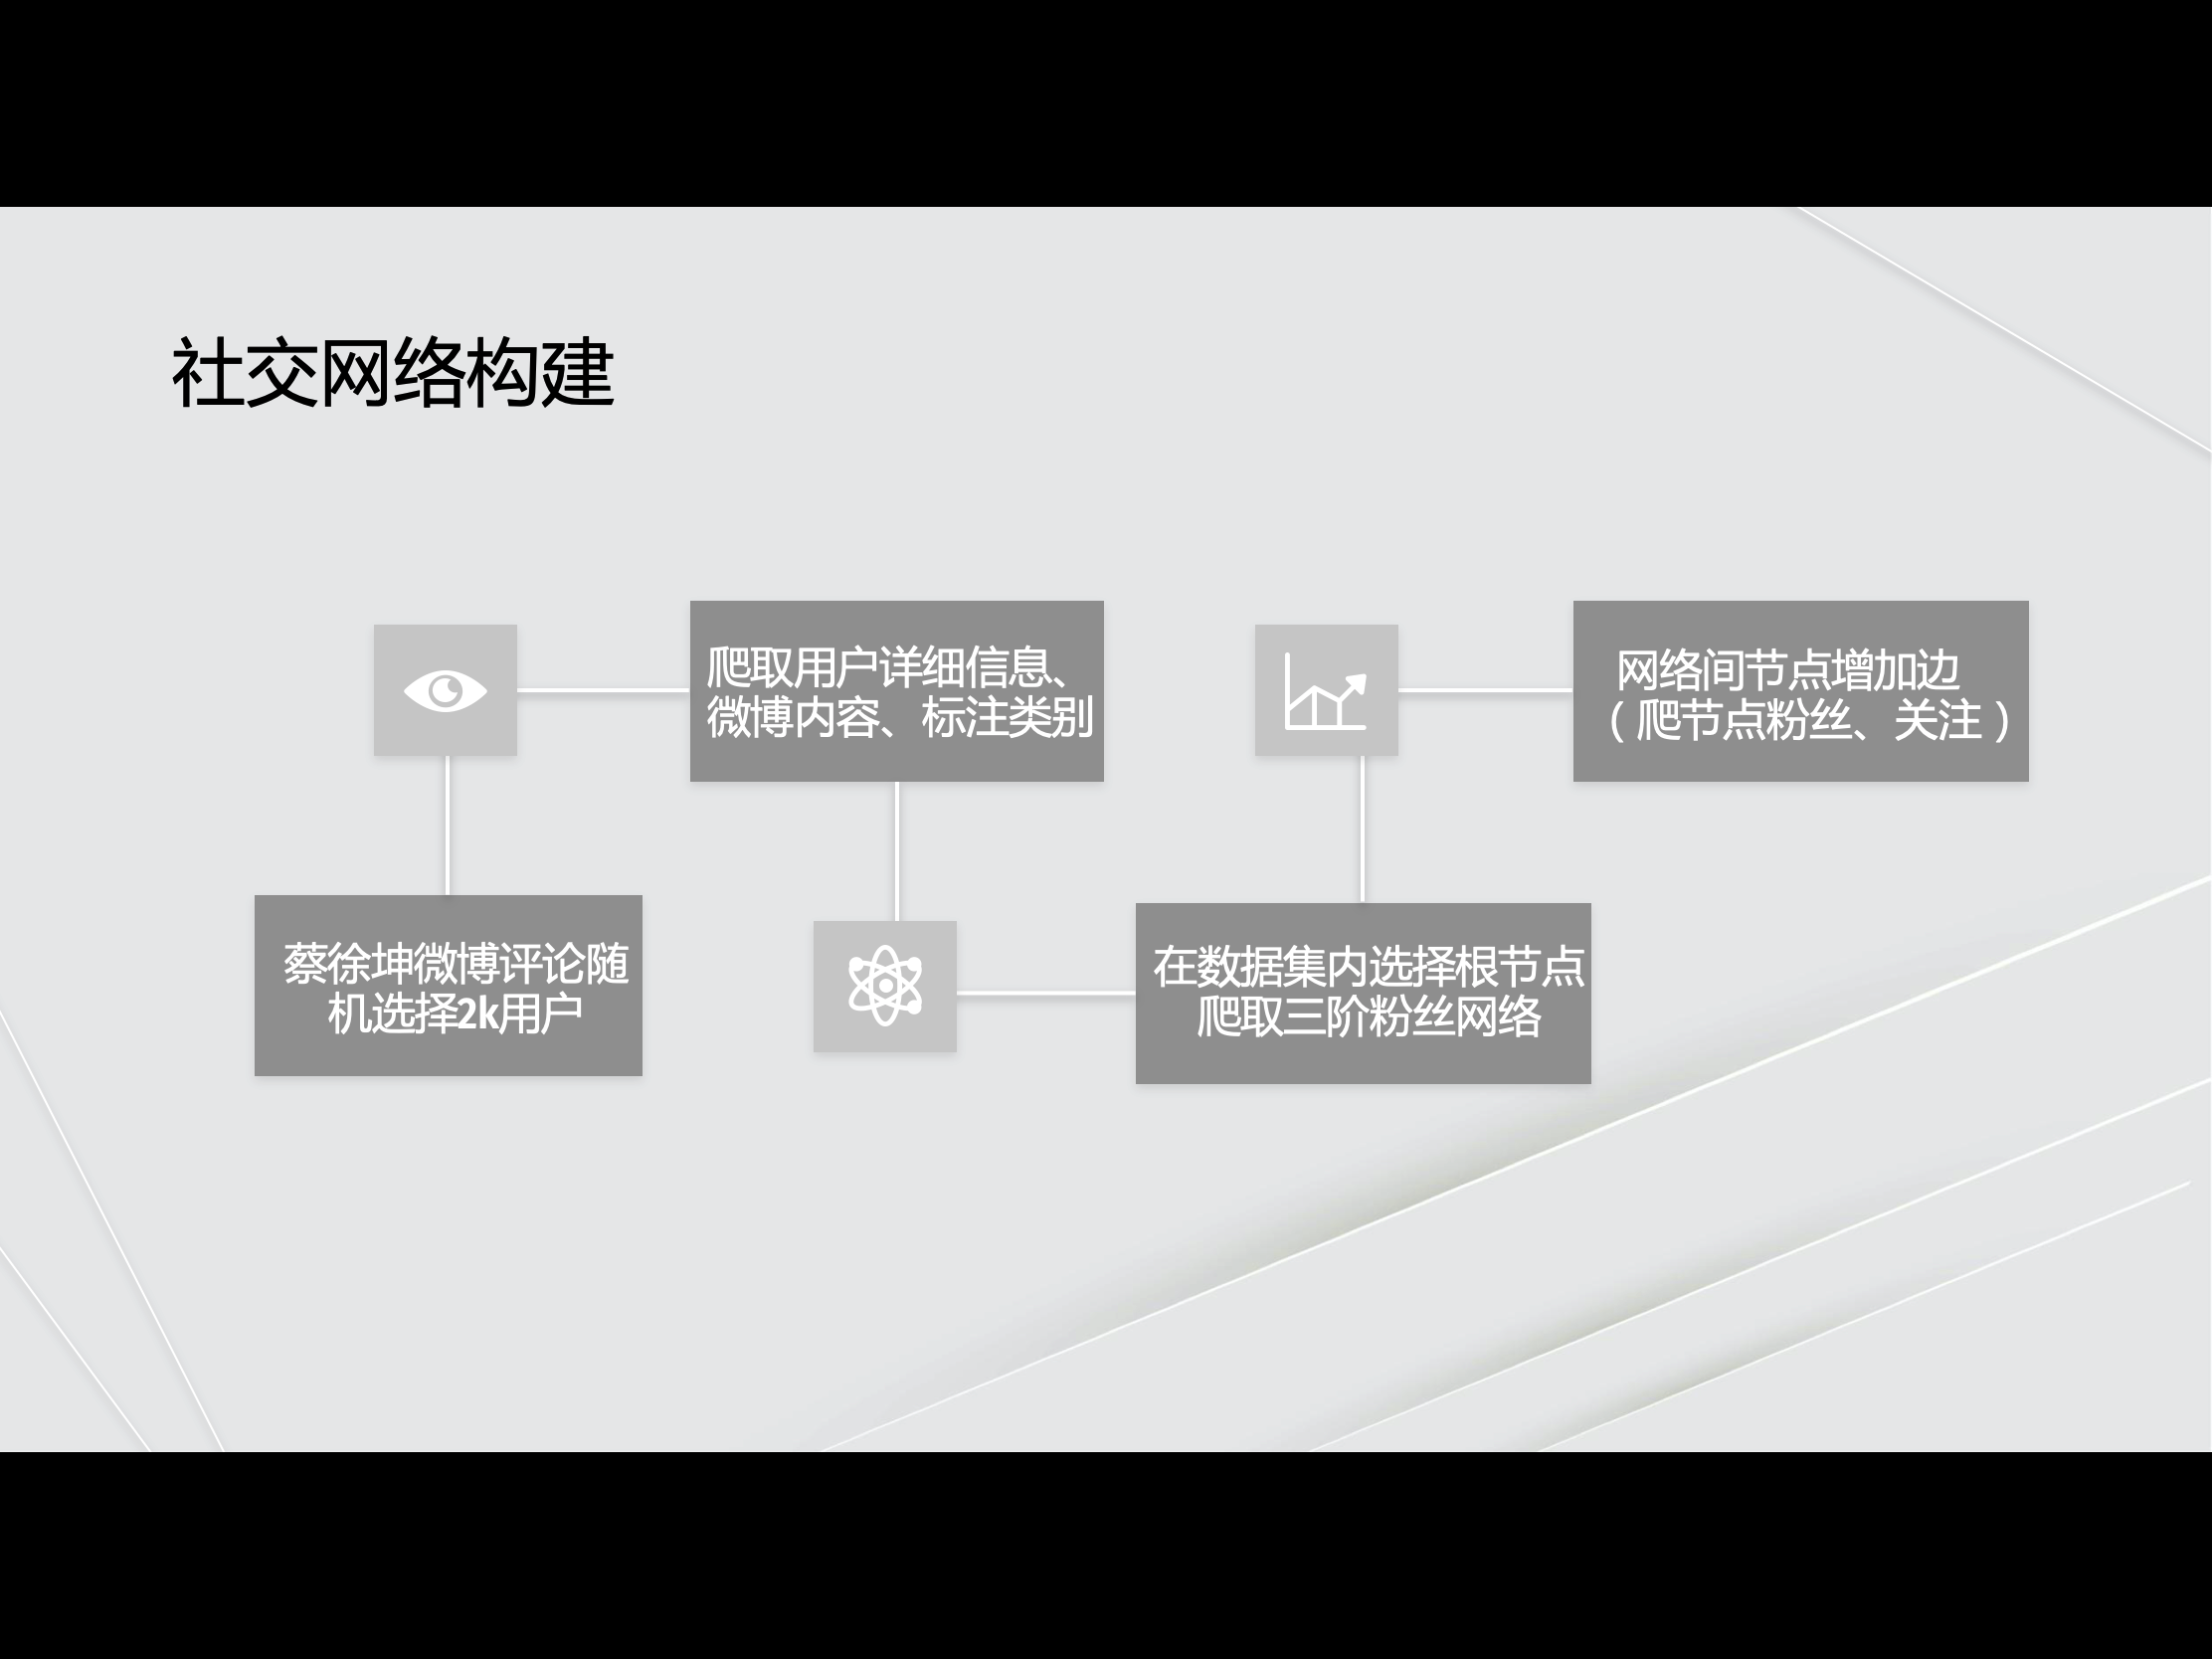 社交网络构建
爬取用户详细信息、
微博内容、标注类别
网络间节点增加边
（爬节点粉丝、关注）
蔡徐坤微博评论随
机选择2k用户
在数据集内选择根节点
爬取三阶粉丝网络